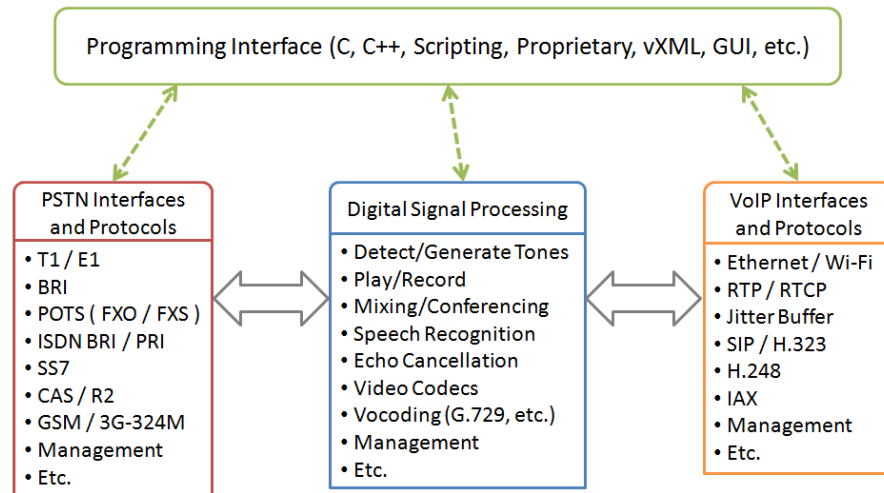 Programming Interface (C, C++, Scripting, Proprietary, vXML, GUI, etc.)
PSTN Interfaces
and Protocols
• T1 / E1
• BRI
• POTS ( FXO / FXS )
• ISDN BRI / PRI
• SS7
• CAS / R2
• GSM / 3G-324M
• Management
• Etc.
Digital Signal Processing
• Detect/Generate Tones
• Play/Record
• Mixing/Conferencing
• Speech Recognition
• Echo Cancellation
• Video Codecs
• Vocoding (G.729, etc.)
• Management
• Etc.
VoIP Interfaces
and Protocols
• Ethernet / Wi-Fi
• RTP / RTCP
• Jitter Buffer
• SIP / H.323
• H.248
• IAX
• Management
• Etc.